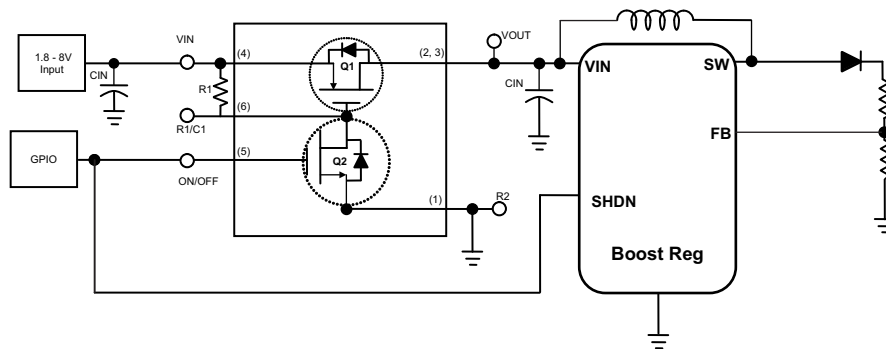 1.8 - 8V
Input
CIN
VIN
(4)
R1
(6)
R1/C1
Q1
(2, 3)
VOUT
CIN
VIN
SW
FB
GPIO
(5)
ON/OFF
Q2
(1)
R2
SHDN
Boost Reg